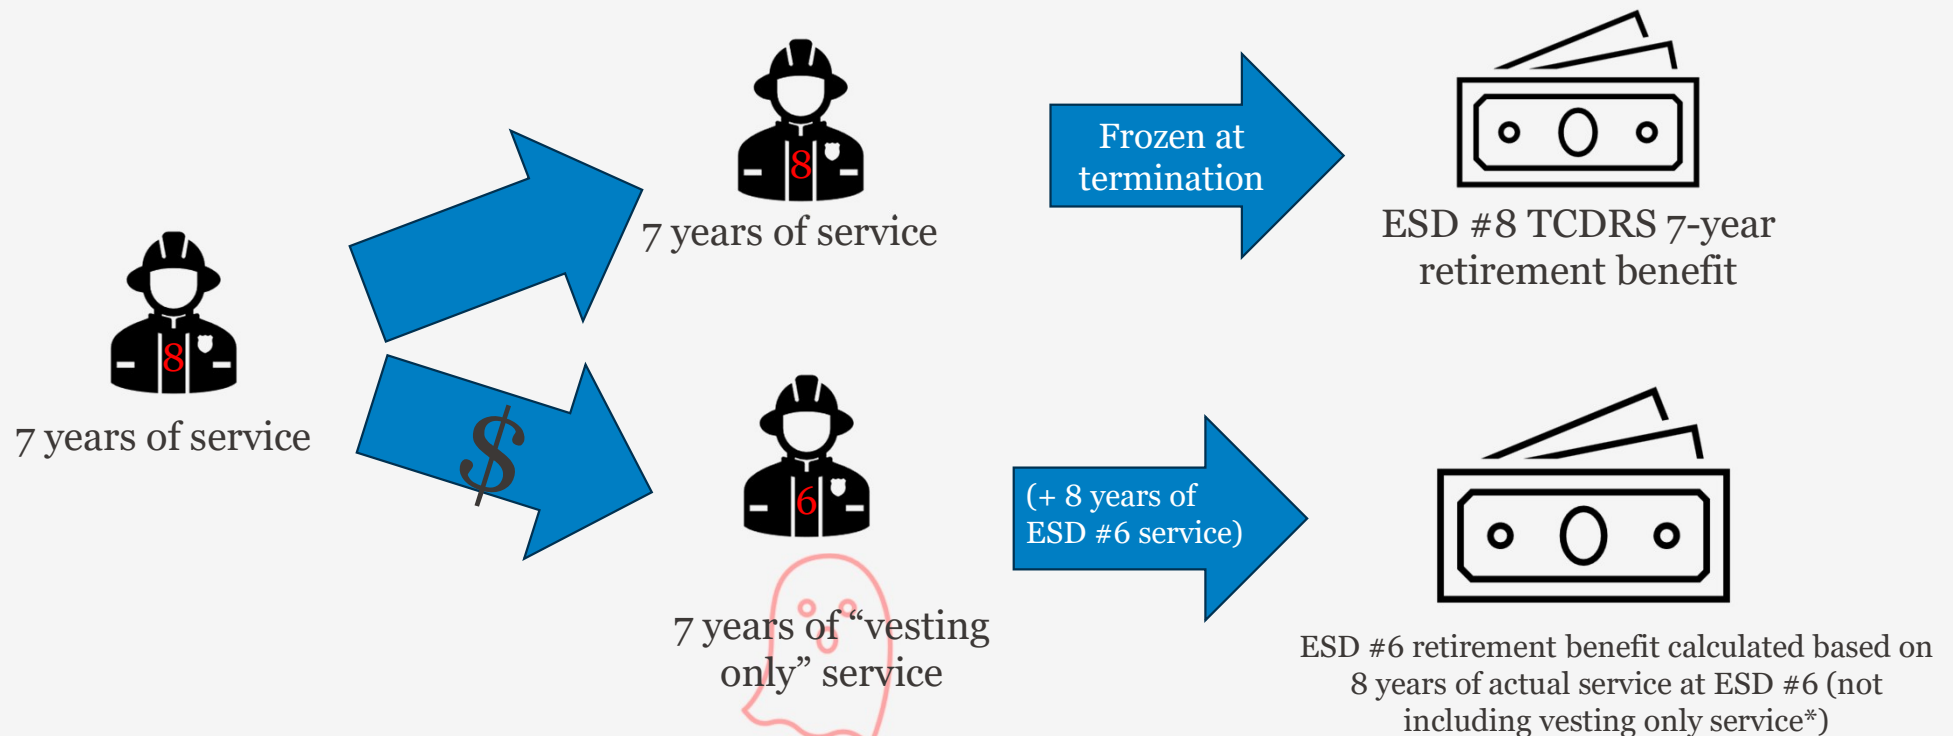 8
7 years of service
$
8
7 years of service
Frozen at
termination
ESD #8 TCDRS 7-year
retirement benefit
6
7 years of “vesting
only” service
(+ 8 years of
ESD #6 service)
ESD #6 retirement benefit calculated based on
8 years of actual service at ESD #6 (not
including vesting only service*)